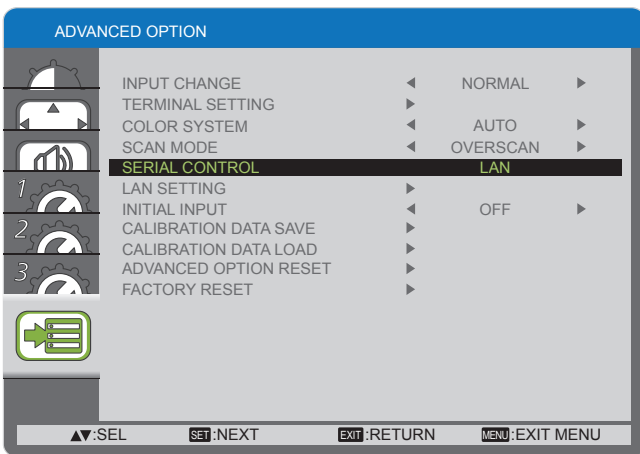 ADVANCED OPTION
INPUT CHANGE ◀ NORMAL ▶
TERMINAL SETTING ▶
COLOR SYSTEM ◀ AUTO ▶
SCAN MODE ◀ OVERSCAN ▶
SERIAL CONTROL LAN
LAN SETTING ▶
INITIAL INPUT ◀ OFF ▶
CALIBRATION DATA SAVE ▶
CALIBRATION DATA LOAD ▶
ADVANCED OPTION RESET ▶
FACTORY RESET ▶
1
2
3
▲▼:SEL SET:NEXT EXIT:RETURN MENU:EXIT MENU